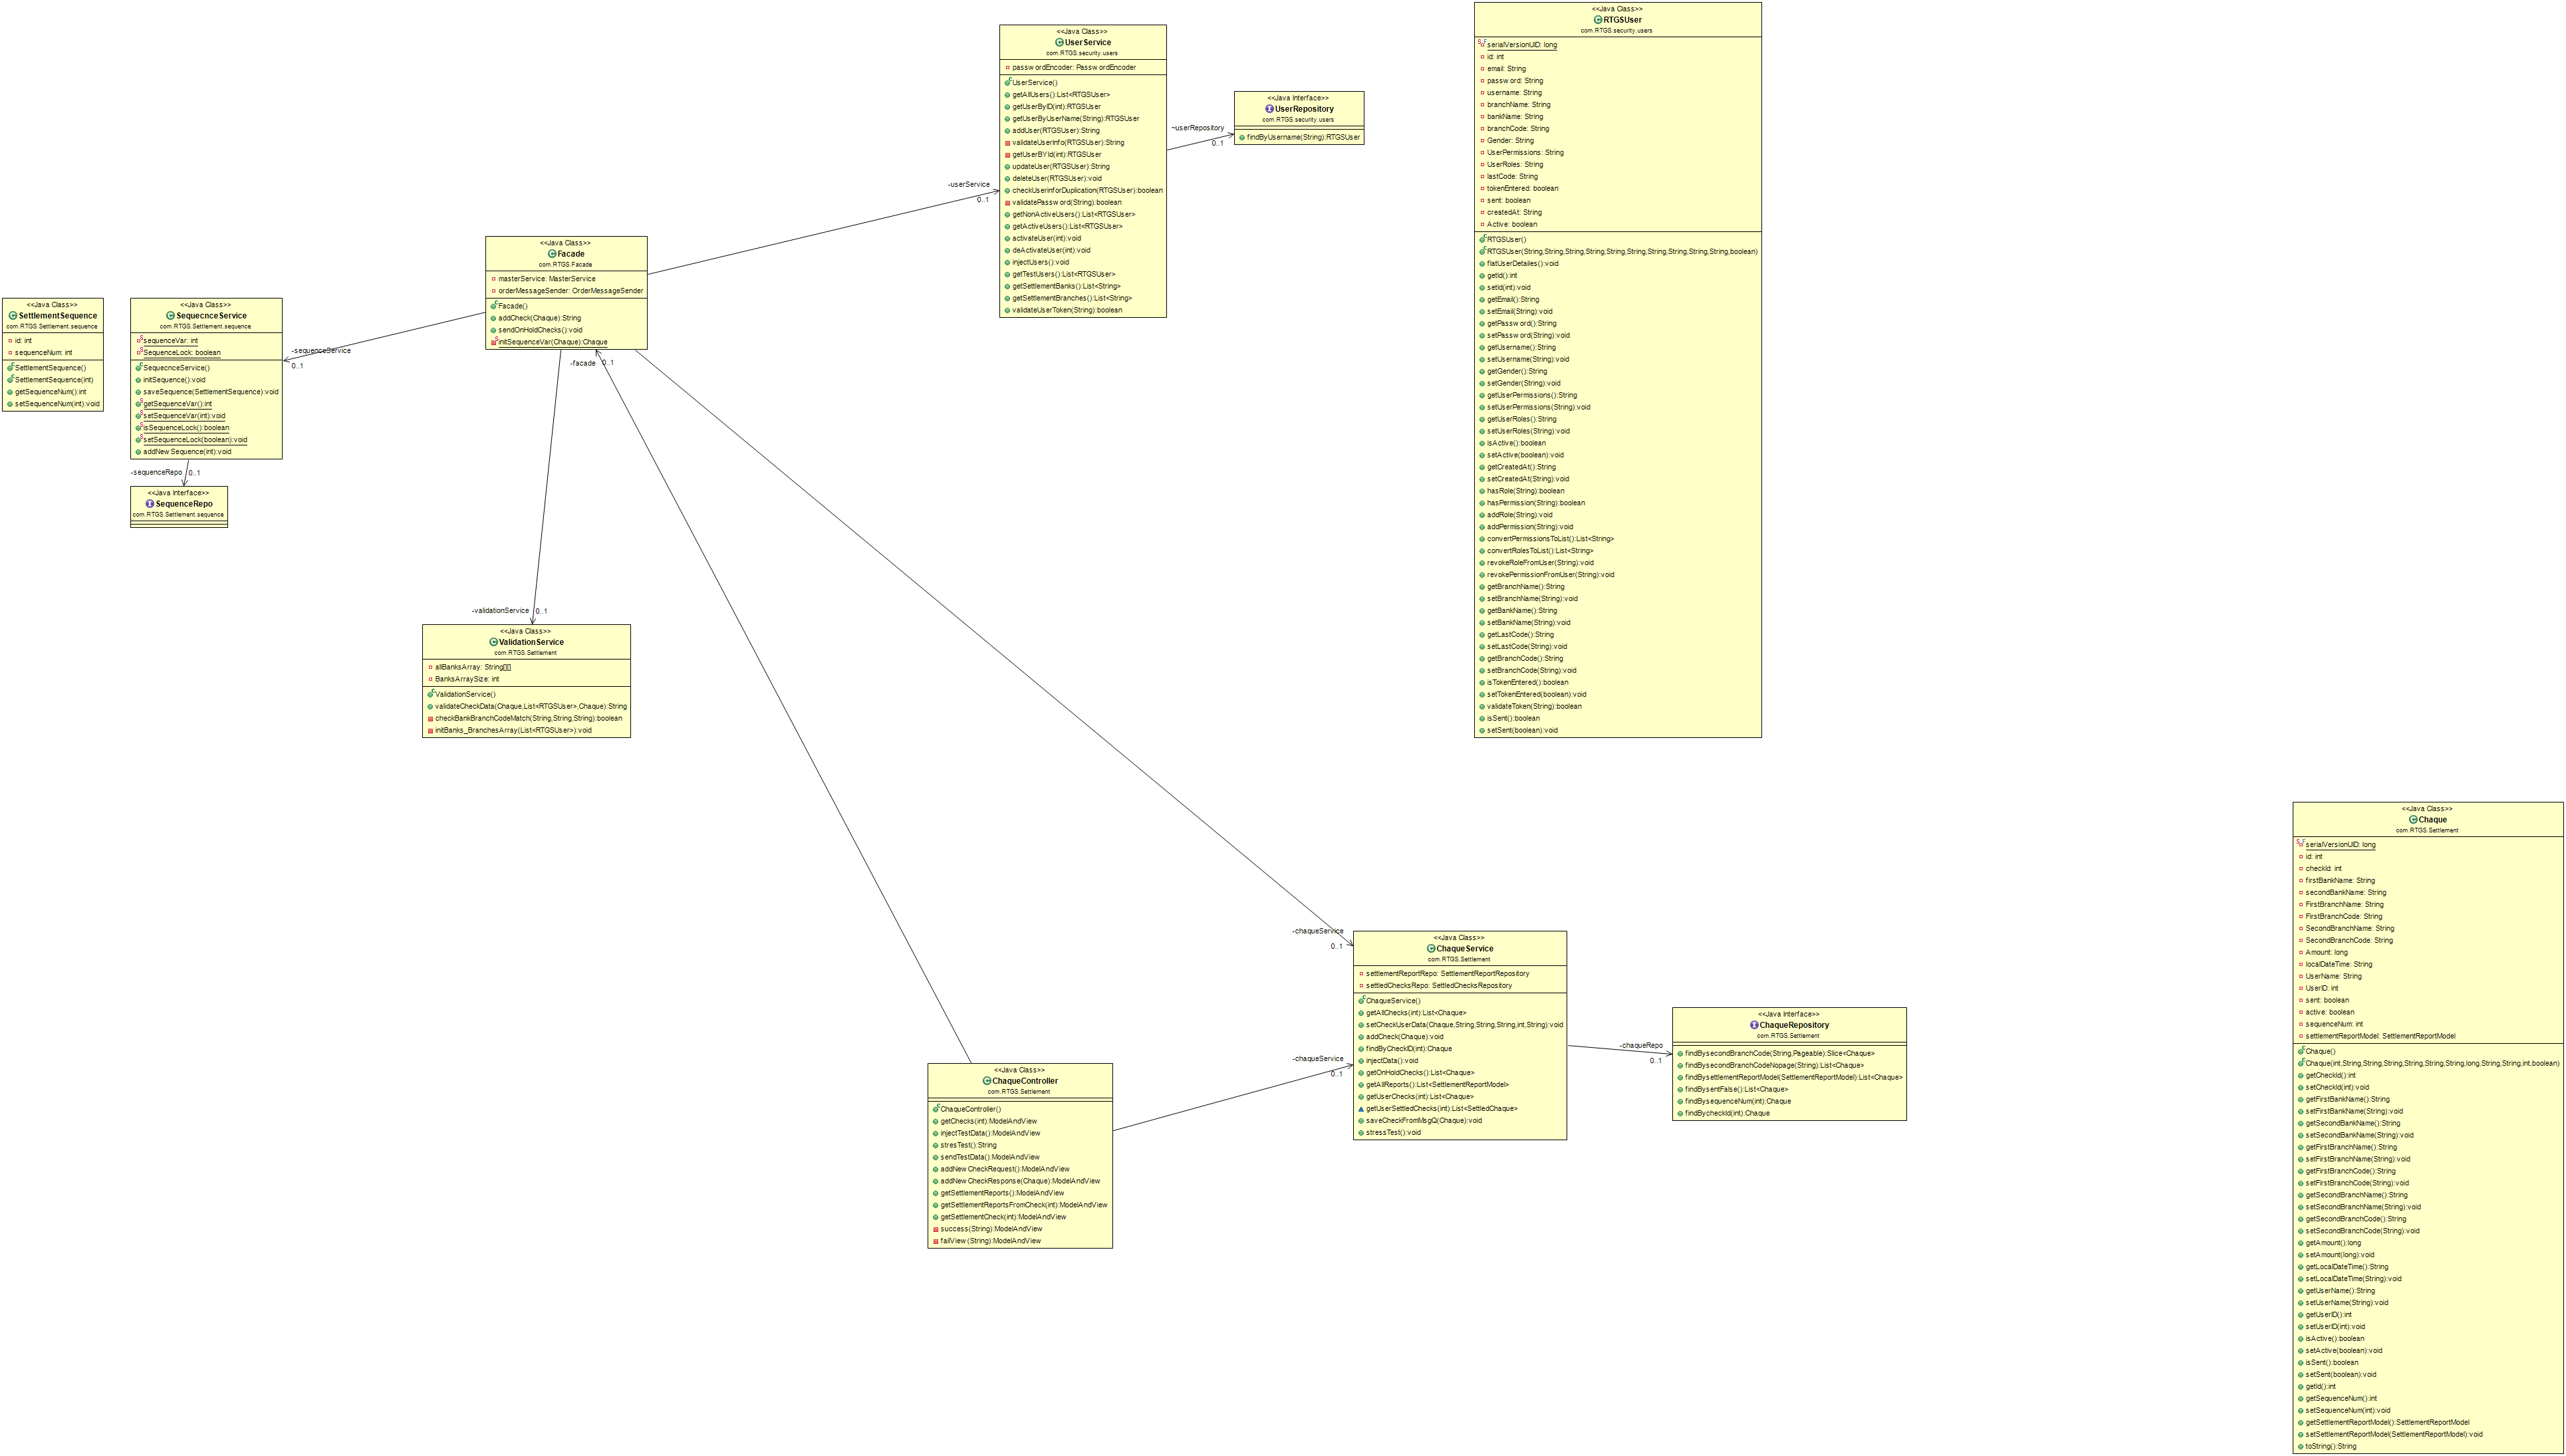 <<Java Class>>
SettlementSequence
com.RTGS.Settlement.sequence
id: int
sequenceNum: int
SettlementSequence()
SettlementSequence(int)
getSequenceNum():int
setSequenceNum(int):void
<<Java Class>>
SequecnceService
com.RTGS.Settlement.sequence
sequenceVar: int
SequenceLock: boolean
SequecnceService()
initSequence():void
saveSequence(SettlementSequence):void
getSequenceVar():int
setSequenceVar(int):void
isSequenceLock():boolean
setSequenceLock(boolean):void
addNewSequence(int):void
-sequenceRepo
0..1
<<Java Interface>>
SequenceRepo
com.RTGS.Settlement.sequence
-sequenceService
0..1
<<Java Class>>
Facade
com.RTGS.Facade
masterService: MasterService
orderMessageSender: OrderMessageSender
Facade()
addCheck(Chaque):String
sendOnHoldChecks():void
initSequenceVar(Chaque):Chaque
-facade
0..1
-validationService
0..1
<<Java Class>>
ValidationService
com.RTGS.Settlement
allBanksArray: String[][]
BanksArraySize: int
ValidationService()
validateCheckData(Chaque,List<RTGSUser>,Chaque):String
checkBankBranchCodeMatch(String,String,String):boolean
initBanks_BranchesArray(List<RTGSUser>):void
-userService
0..1
<<Java Class>>
UserService
com.RTGS.security.users
passwordEncoder: PasswordEncoder
UserService()
getAllUsers():List<RTGSUser>
getUserByID(int):RTGSUser
getUserByUserName(String):RTGSUser
addUser(RTGSUser):String
validateUserInfo(RTGSUser):String
getUserBYId(int):RTGSUser
updateUser(RTGSUser):String
deleteUser(RTGSUser):void
checkUserinforDuplication(RTGSUser):boolean
validatePassword(String):boolean
getNonActiveUsers():List<RTGSUser>
getActiveUsers():List<RTGSUser>
activateUser(int):void
deActivateUser(int):void
injectUsers():void
getTestUsers():List<RTGSUser>
getSettlementBanks():List<String>
getSettlementBranches():List<String>
validateUserToken(String):boolean
~userRepository
0..1
<<Java Interface>>
UserRepository
com.RTGS.security.users
findByUsername(String):RTGSUser
<<Java Class>>
RTGSUser
com.RTGS.security.users
serialVersionUID: long
id: int
email: String
password: String
username: String
branchName: String
bankName: String
branchCode: String
Gender: String
UserPermissions: String
UserRoles: String
lastCode: String
tokenEntered: boolean
sent: boolean
createdAt: String
Active: boolean
RTGSUser()
RTGSUser(String,String,String,String,String,String,String,String,String,String,boolean)
flatUserDetailes():void
getId():int
setId(int):void
getEmail():String
setEmail(String):void
getPassword():String
setPassword(String):void
getUsername():String
setUsername(String):void
getGender():String
setGender(String):void
getUserPermissions():String
setUserPermissions(String):void
getUserRoles():String
setUserRoles(String):void
isActive():boolean
setActive(boolean):void
getCreatedAt():String
setCreatedAt(String):void
hasRole(String):boolean
hasPermission(String):boolean
addRole(String):void
addPermission(String):void
convertPermissionsToList():List<String>
convertRolesToList():List<String>
revokeRoleFromUser(String):void
revokePermissionFromUser(String):void
getBranchName():String
setBranchName(String):void
getBankName():String
setBankName(String):void
getLastCode():String
setLastCode(String):void
getBranchCode():String
setBranchCode(String):void
isTokenEntered():boolean
setTokenEntered(boolean):void
validateToken(String):boolean
isSent():boolean
setSent(boolean):void
<<Java Class>>
ChaqueController
com.RTGS.Settlement
ChaqueController()
getChecks(int):ModelAndView
injectTestData():ModelAndView
stresTest():String
sendTestData():ModelAndView
addNewCheckRequest():ModelAndView
addNewCheckResponse(Chaque):ModelAndView
getSettlementReports():ModelAndView
getSettlementReportsFromCheck(int):ModelAndView
getSettlementCheck(int):ModelAndView
success(String):ModelAndView
failView(String):ModelAndView
-chaqueService
0..1
-chaqueService
0..1
<<Java Class>>
ChaqueService
com.RTGS.Settlement
settlementReportRepo: SettlementReportRepository
settledChecksRepo: SettledChecksRepository
ChaqueService()
getAllChecks(int):List<Chaque>
setCheckUserData(Chaque,String,String,String,int,String):void
addCheck(Chaque):void
findByCheckID(int):Chaque
injectData():void
getOnHoldChecks():List<Chaque>
getAllReports():List<SettlementReportModel>
getUserChecks(int):List<Chaque>
getUserSettledChecks(int):List<SettledChaque>
saveCheckFromMsgQ(Chaque):void
stressTest():void
-chaqueRepo
0..1
<<Java Interface>>
ChaqueRepository
com.RTGS.Settlement
findBysecondBranchCode(String,Pageable):Slice<Chaque>
findBysecondBranchCodeNopage(String):List<Chaque>
findBysettlementReportModel(SettlementReportModel):List<Chaque>
findBysentFalse():List<Chaque>
findBysequenceNum(int):Chaque
findBycheckId(int):Chaque
<<Java Class>>
Chaque
com.RTGS.Settlement
serialVersionUID: long
id: int
checkId: int
firstBankName: String
secondBankName: String
FirstBranchName: String
FirstBranchCode: String
SecondBranchName: String
SecondBranchCode: String
Amount: long
localDateTime: String
UserName: String
UserID: int
sent: boolean
active: boolean
sequenceNum: int
settlementReportModel: SettlementReportModel
Chaque()
Chaque(int,String,String,String,String,String,String,long,String,String,int,boolean)
getCheckId():int
setCheckId(int):void
getFirstBankName():String
setFirstBankName(String):void
getSecondBankName():String
setSecondBankName(String):void
getFirstBranchName():String
setFirstBranchName(String):void
getFirstBranchCode():String
setFirstBranchCode(String):void
getSecondBranchName():String
setSecondBranchName(String):void
getSecondBranchCode():String
setSecondBranchCode(String):void
getAmount():long
setAmount(long):void
getLocalDateTime():String
setLocalDateTime(String):void
getUserName():String
setUserName(String):void
getUserID():int
setUserID(int):void
isActive():boolean
setActive(boolean):void
isSent():boolean
setSent(boolean):void
getId():int
getSequenceNum():int
setSequenceNum(int):void
getSettlementReportModel():SettlementReportModel
setSettlementReportModel(SettlementReportModel):void
toString():String